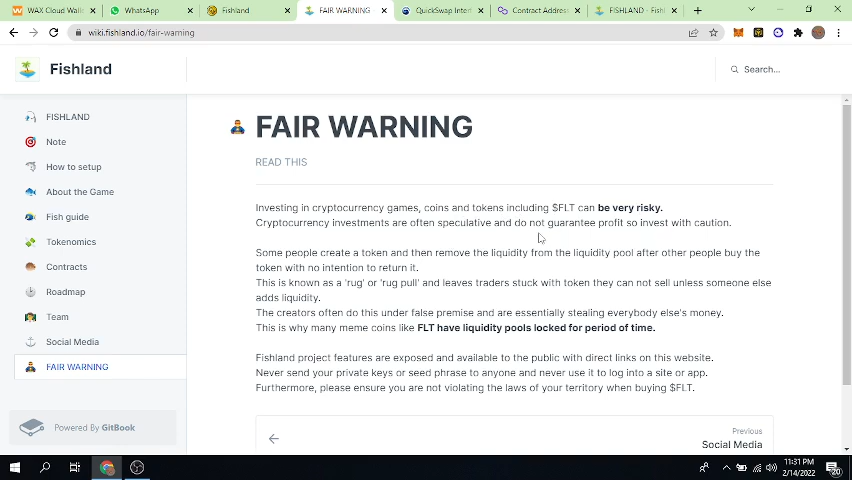 WAX Cloud Wall
WhatsApp
Fishland
FAIR WARNING
QuickSwap Inter
Contract Address
FISHLAND - Fishl
wiki.fishland.io/fair-warning
Fishland
Search...
FISHLAND
Note
How to setup
About the Game
Fish guide
Tokenomics
Contracts
Roadmap
Team
Social Media
FAIR WARNING
Powered By GitBook
FAIR WARNING
READ THIS
Investing in cryptocurrency games, coins and tokens including $FLT can be very risky.
Cryptocurrency investments are often speculative and do not guarantee profit so invest with caution.
Some people create a token and then remove the liquidity from the liquidity pool after other people buy the
token with no intention to return it.
This is known as a 'rug' or 'rug pull' and leaves traders stuck with token they can not sell unless someone else
adds liquidity.
The creators often do this under false premise and are essentially stealing everybody else's money.
This is why many meme coins like FLT have liquidity pools locked for period of time.
Fishland project features are exposed and available to the public with direct links on this website.
Never send your private keys or seed phrase to anyone and never use it to log into a site or app.
Furthermore, please ensure you are not violating the laws of your territory when buying $FLT.
Previous
Social Media
11:31 PM
2/14/2022
20